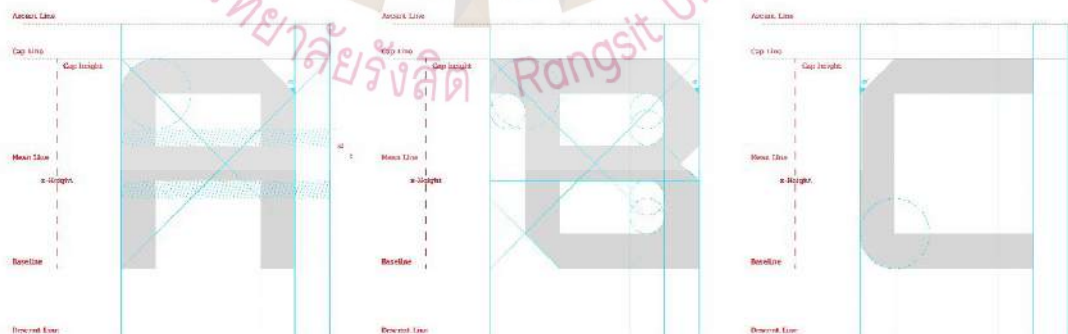 Ascent Line Ascent Line Ascent Line
Cap Line Cap Line Cap Line
Cap height Cap height Cap height
Mean Line Mean Line Mean Line
x-Height x-Height x-Height
Baseline Baseline Baseline
Descent Line Descent Line Descent Line
A B C
Rangsit